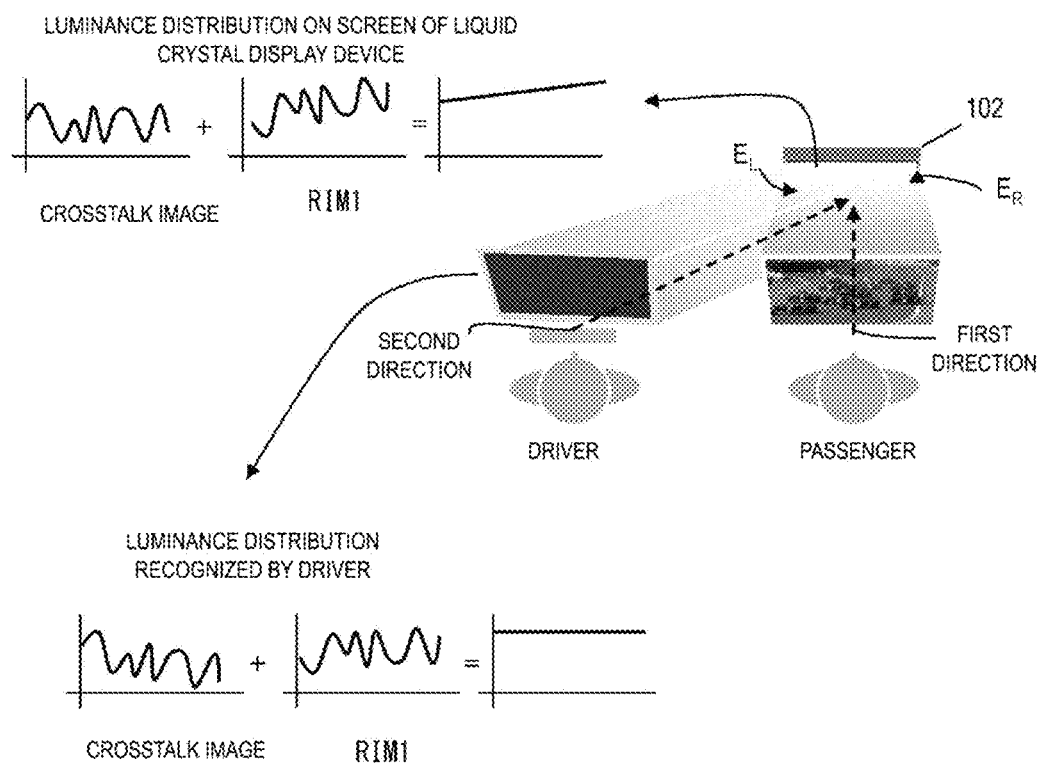 LUMINANCE DISTRIBUTION ON SCREEN OF LIQUID
CRYSTAL DISPLAY DEVICE
+
=
CROSSTALK IMAGE
RIM1
102
EL
ER
SECOND
DIRECTION
FIRST
DIRECTION
DRIVER
PASSENGER
LUMINANCE DISTRIBUTION
RECOGNIZED BY DRIVER
+
=
CROSSTALK IMAGE
RIM1